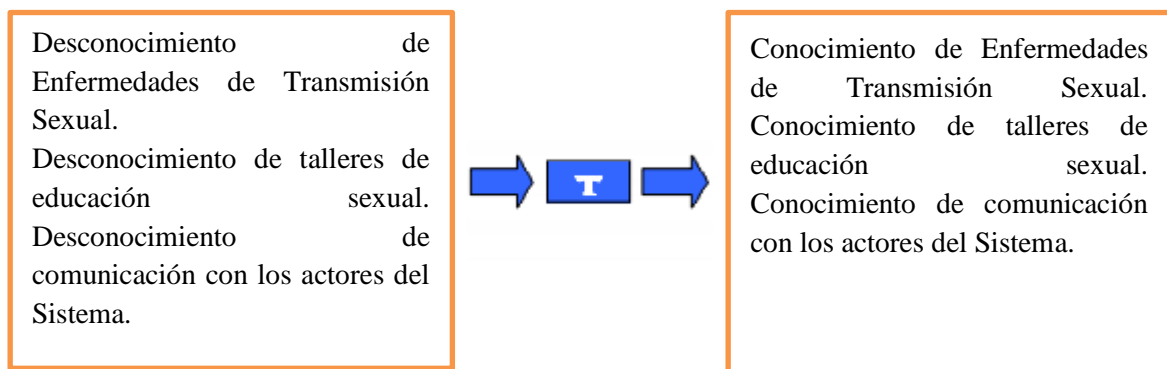 Desconocimiento de
Enfermedades de Transmisión
Sexual.
Desconocimiento de talleres de
educación sexual.
Desconocimiento de
comunicación con los actores del
Sistema.
T
Conocimiento de Enfermedades
de Transmisión Sexual.
Conocimiento de talleres de
educación sexual.
Conocimiento de comunicación
con los actores del Sistema.